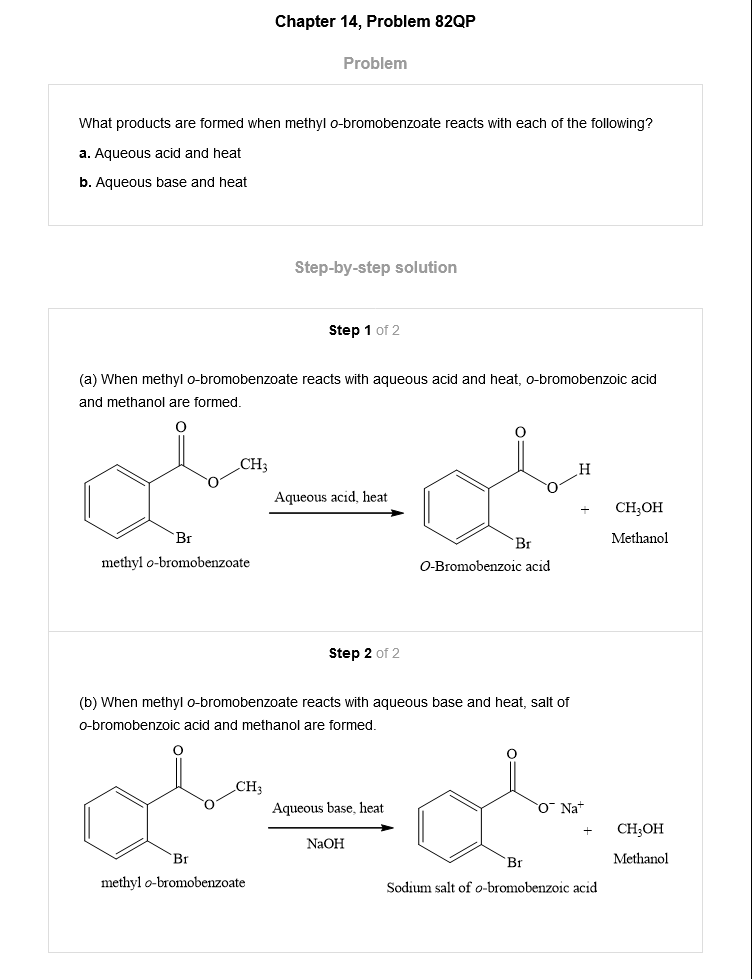 Chapter 14, Problem 82QP
Problem
What products are formed when methyl o-bromobenzoate reacts with each of the following?
a. Aqueous acid and heat
b. Aqueous base and heat
Step-by-step solution
Step 1 of 2
(a) When methyl o-bromobenzoate reacts with aqueous acid and heat, o-bromobenzoic acid
and methanol are formed.
O
O
CH₃
Br
methyl o-bromobenzoate
Aqueous acid, heat
O
O
H
Br
O-Bromobenzoic acid
+
CH₃OH
Methanol
Step 2 of 2
(b) When methyl o-bromobenzoate reacts with aqueous base and heat, salt of
o-bromobenzoic acid and methanol are formed.
O
O
CH₃
Br
methyl o-bromobenzoate
Aqueous base, heat
NaOH
O
O⁻ Na⁺
Br
Sodium salt of o-bromobenzoic acid
+
CH₃OH
Methanol